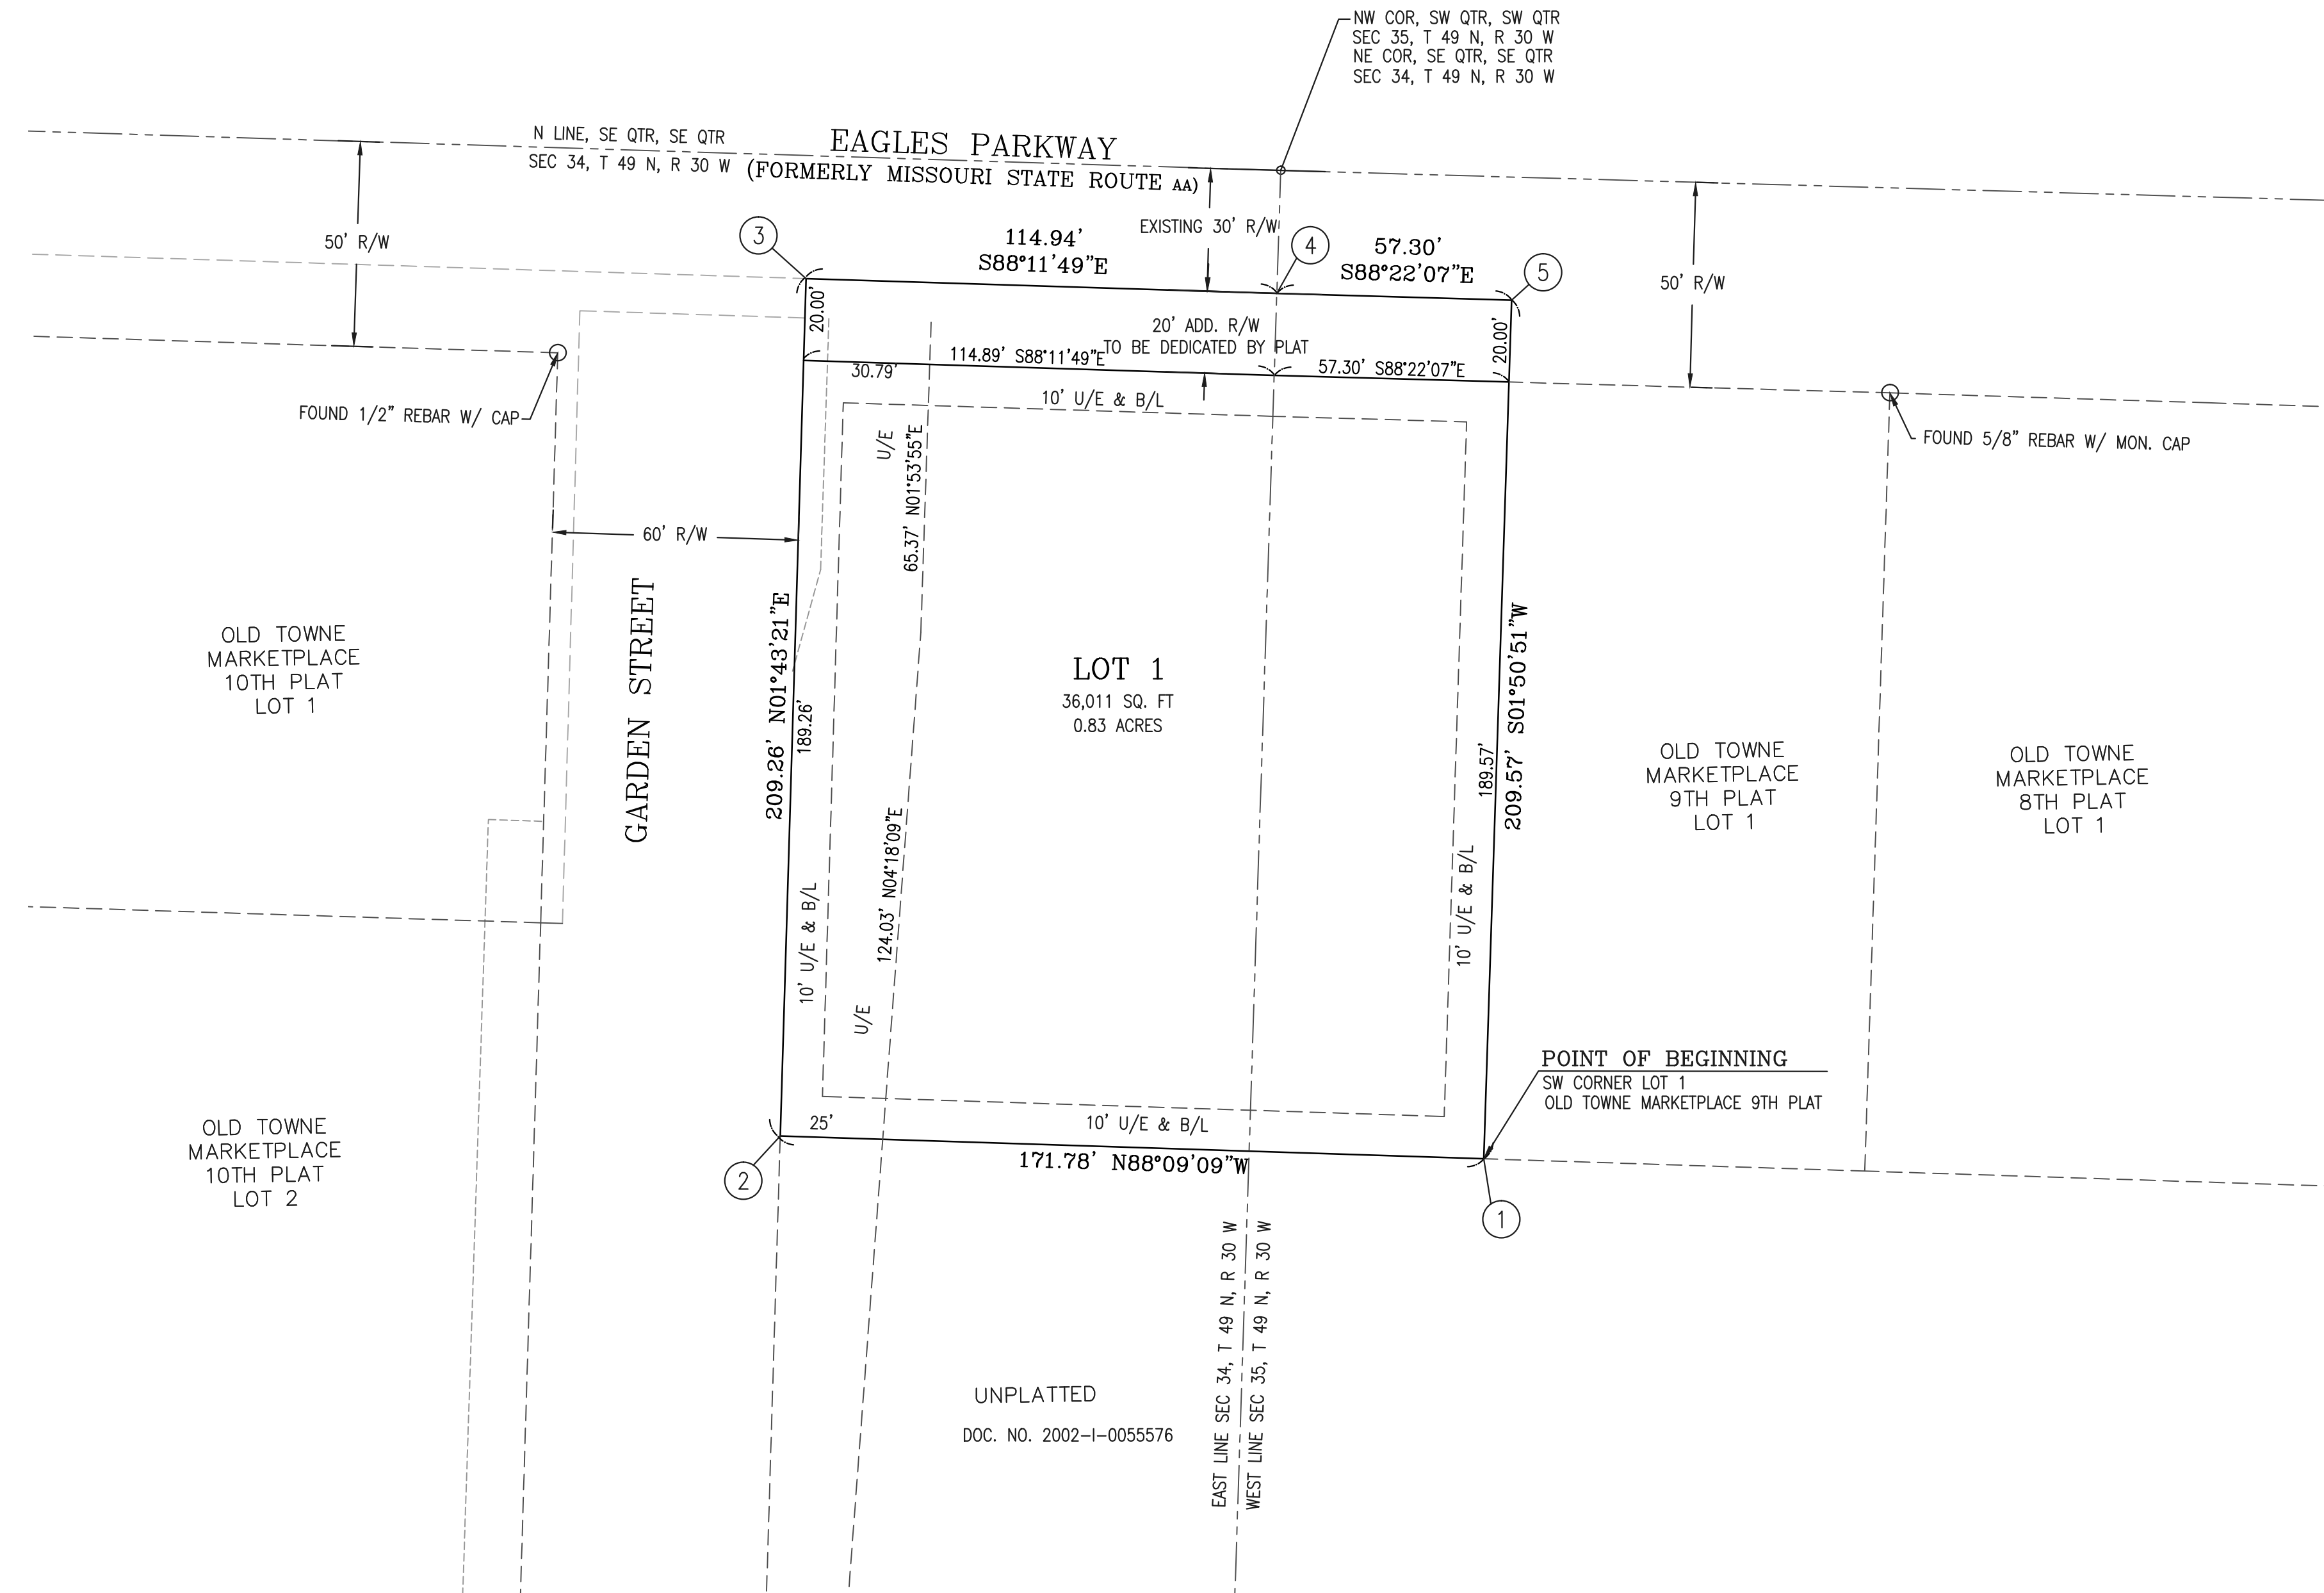 NW COR, SW QTR, SW QTR
SEC 35, T 49 N, R 30 W
NE COR, SE QTR, SE QTR
SEC 34, T 49 N, R 30 W
N LINE, SE QTR, SE QTR
SEC 34, T 49 N, R 30 W
EAGLES PARKWAY
(FORMERLY MISSOURI STATE ROUTE AA)
50' R/W
EXISTING 30' R/W
50' R/W
3
114.94'
S88°11'49"E
4
57.30'
S88°22'07"E
5
20.00'
20' ADD. R/W
TO BE DEDICATED BY PLAT
20.00'
114.89' S88°11'49"E
57.30' S88°22'07"E
30.79'
10' U/E & B/L
FOUND 1/2" REBAR W/ CAP
FOUND 5/8" REBAR W/ MON. CAP
U/E
65.37' N01°53'55"E
60' R/W
GARDEN STREET
209.26' N01°43'21"E
189.26'
OLD TOWNE
MARKETPLACE
10TH PLAT
LOT 1
LOT 1
36,011 SQ. FT
0.83 ACRES
209.57' S01°50'51"W
189.57'
OLD TOWNE
MARKETPLACE
9TH PLAT
LOT 1
OLD TOWNE
MARKETPLACE
8TH PLAT
LOT 1
124.03' N04°18'09"E
10' U/E & B/L
10' U/E & B/L
U/E
POINT OF BEGINNING
SW CORNER LOT 1
OLD TOWNE MARKETPLACE 9TH PLAT
25'
10' U/E & B/L
171.78' N88°09'09"W
2
1
OLD TOWNE
MARKETPLACE
10TH PLAT
LOT 2
EAST LINE SEC 34, T 49 N, R 30 W
WEST LINE SEC 35, T 49 N, R 30 W
UNPLATTED
DOC. NO. 2002-I-0055576